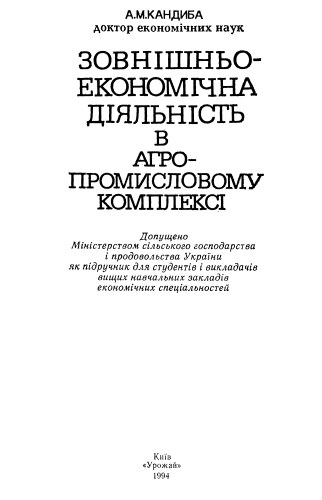 А.М.КАНДИБА
доктор економічних наук
ЗОВНІШНЬО-
ЕКОНОМІЧНА
ДІЯЛЬНІСТЬ
В
АГРО-
ПРОМИСЛОВОМУ
КОМПЛЕКСІ
Допущено
Міністерством сільського господарства
і продовольства України
як підручник для студентів і викладачів
вищих навчальних закладів
економічних спеціальностей
Київ
«Урожай»
1994